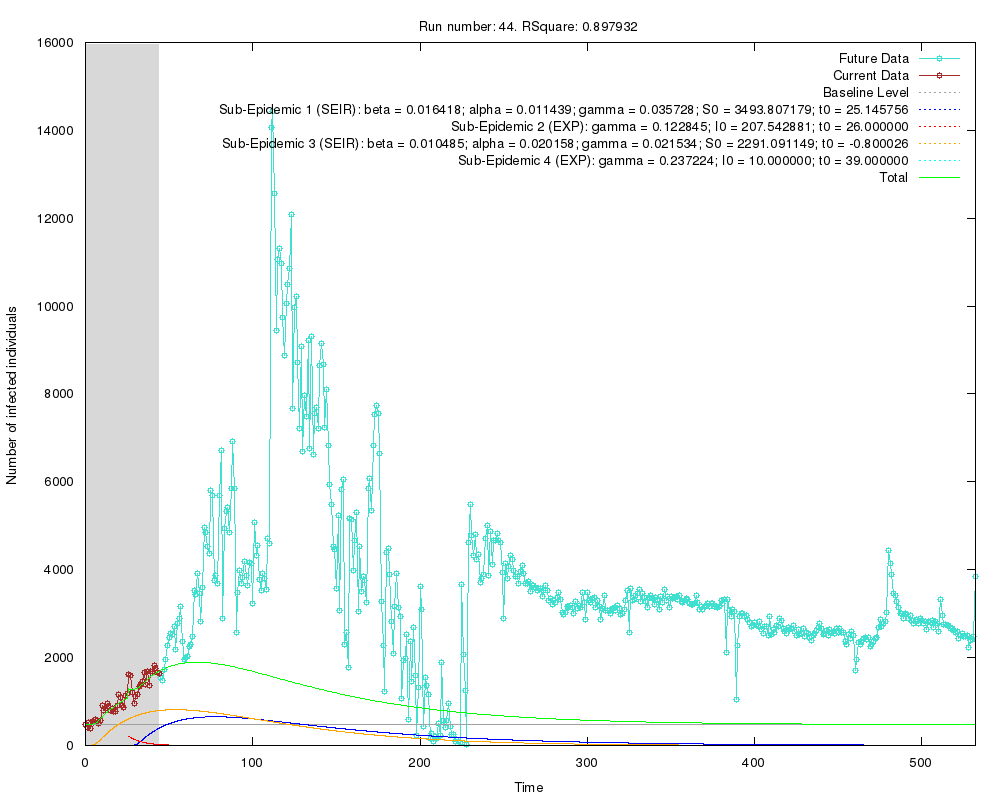 Run number: 44. RSquare: 0.897932
16000
14000
12000
10000
8000
6000
4000
2000
0
Number of infected individuals
Future Data
Current Data
Baseline Level
Sub-Epidemic 1 (SEIR): beta = 0.016418; alpha = 0.011439; gamma = 0.035728; S0 = 3493.807179; t0 = 25.145756
Sub-Epidemic 2 (EXP): gamma = 0.122845; I0 = 207.542881; t0 = 26.000000
Sub-Epidemic 3 (SEIR): beta = 0.010485; alpha = 0.020158; gamma = 0.021534; S0 = 2291.091149; t0 = -0.800026
Sub-Epidemic 4 (EXP): gamma = 0.237224; I0 = 10.000000; t0 = 39.000000
Total
0 100 200 300 400 500
Time